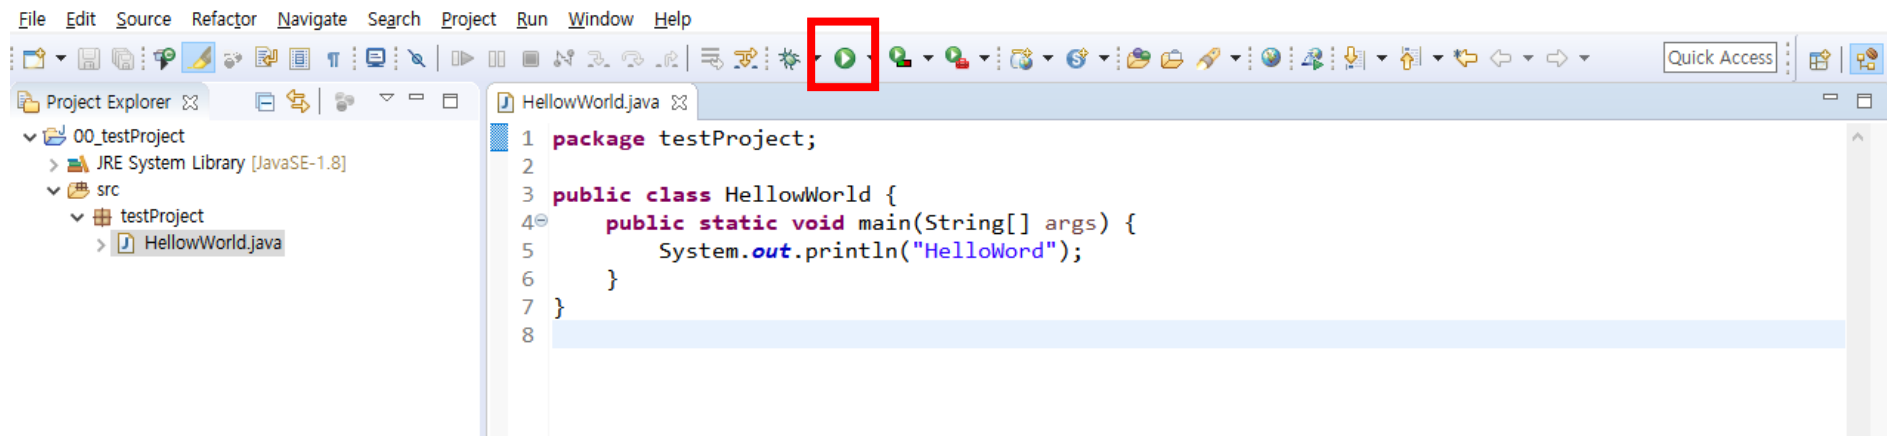 File Edit Source Refactor Navigate Search Project Run Window Help
Quick Access
Project Explorer
00_testProject
JRE System Library [JavaSE-1.8]
src
testProject
HellowWorld.java
HellowWorld.java
1 package testProject;
2
3 public class HellowWorld {
4 public static void main(String[] args) {
5 System.out.println("HelloWord");
6 }
7 }
8